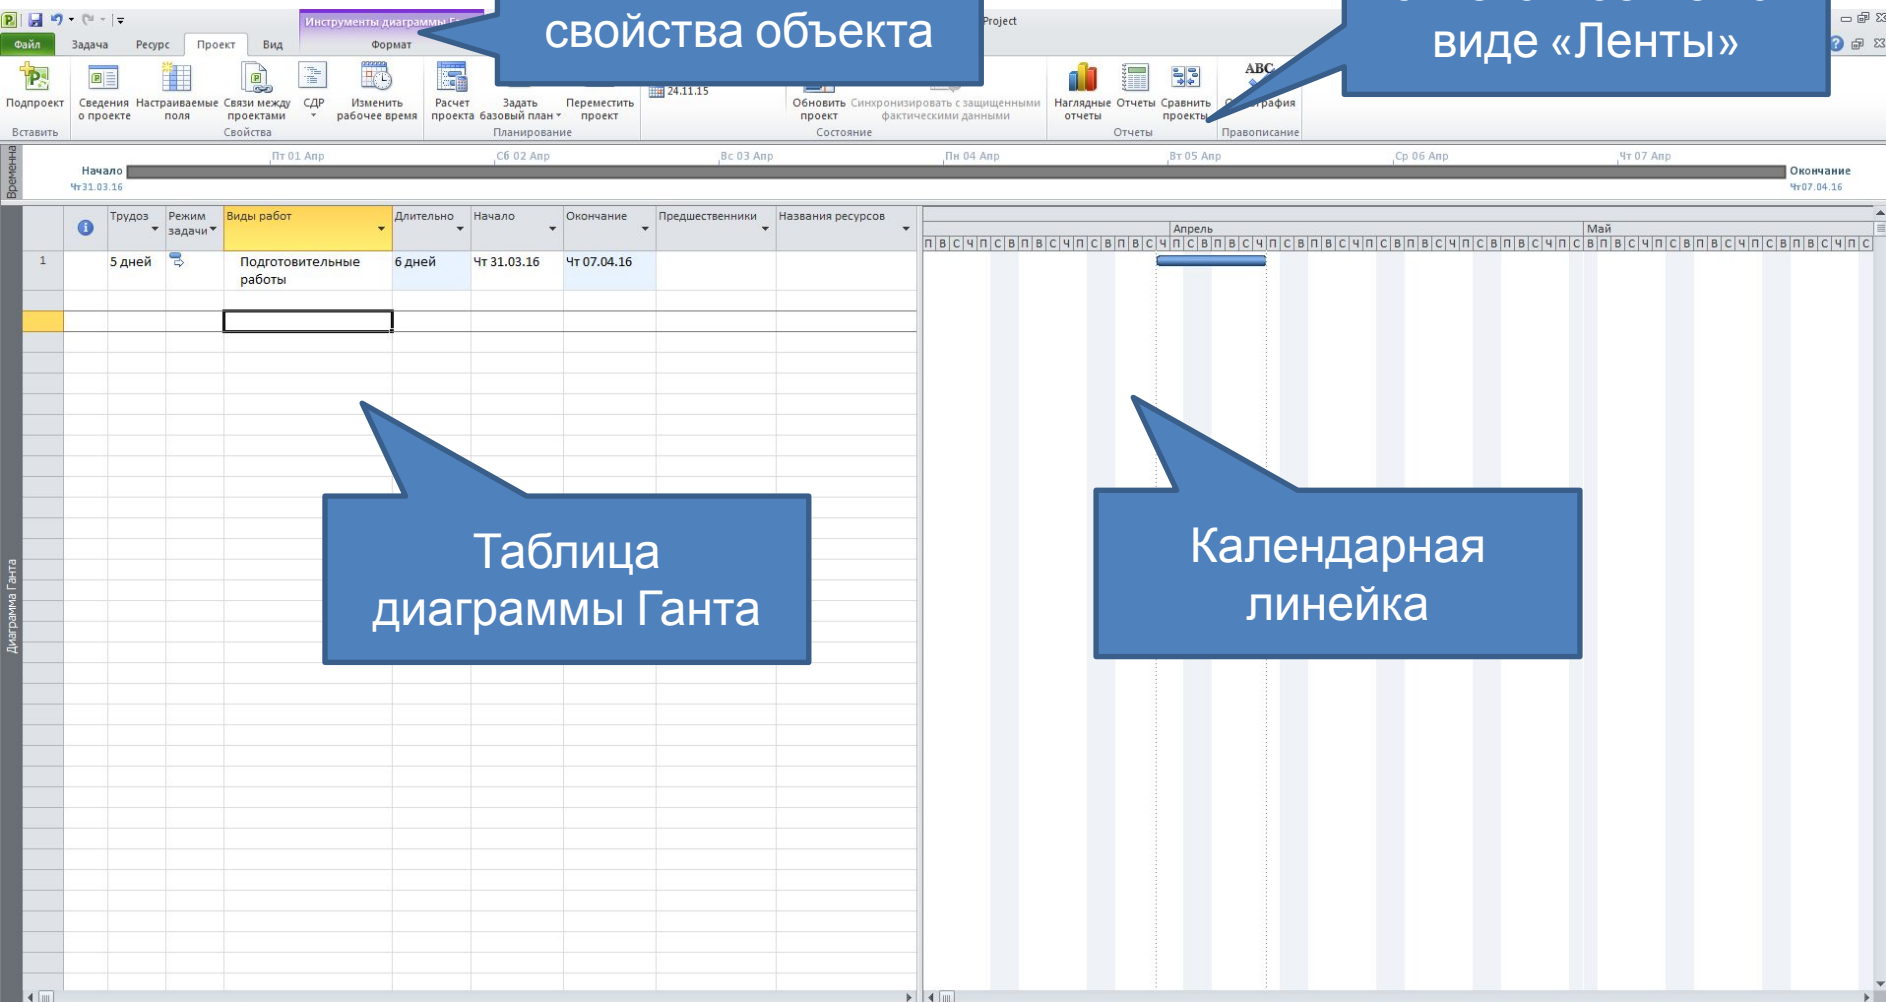 Инструменты диаграммы
Project
свойства объекта
виде «Ленты»
Файл Задача Ресурс Проект Вид Формат
Подпроект
Сведения о проекте
Настраиваемые поля
Связи между проектами
СДР
Изменить рабочее время
Расчет проекта
Задать базовый план
Переместить проект
24.11.15
Обновить проект
Синхронизировать с защищенными фактическими данными
Наглядные отчеты
Отчеты
Сравнить проекты
ABC
Вставить Свойства Планирование Состояние Отчеты Правописание
Пт 01 Апр Сб 02 Апр Вс 03 Апр Пн 04 Апр Вт 05 Апр Ср 06 Апр Чт 07 Апр
Начало
Чт 31.03.16
Окончание
Чт 07.04.16
Временна
Трудоз Режим задачи Виды работ Длительно Начало Окончание Предшественники Названия ресурсов
Апрель Май
П В С Ч П С В П В С Ч П С В П В С Ч П С В П В С Ч П С В П В С Ч П С В П В С Ч П С В П В С Ч П С В П В С Ч П С В П В С Ч П С В П В С Ч П С
1 5 дней Подготовительные работы 6 дней Чт 31.03.16 Чт 07.04.16
Таблица
диаграммы Ганта
Календарная
линейка
Диаграмма Ганта